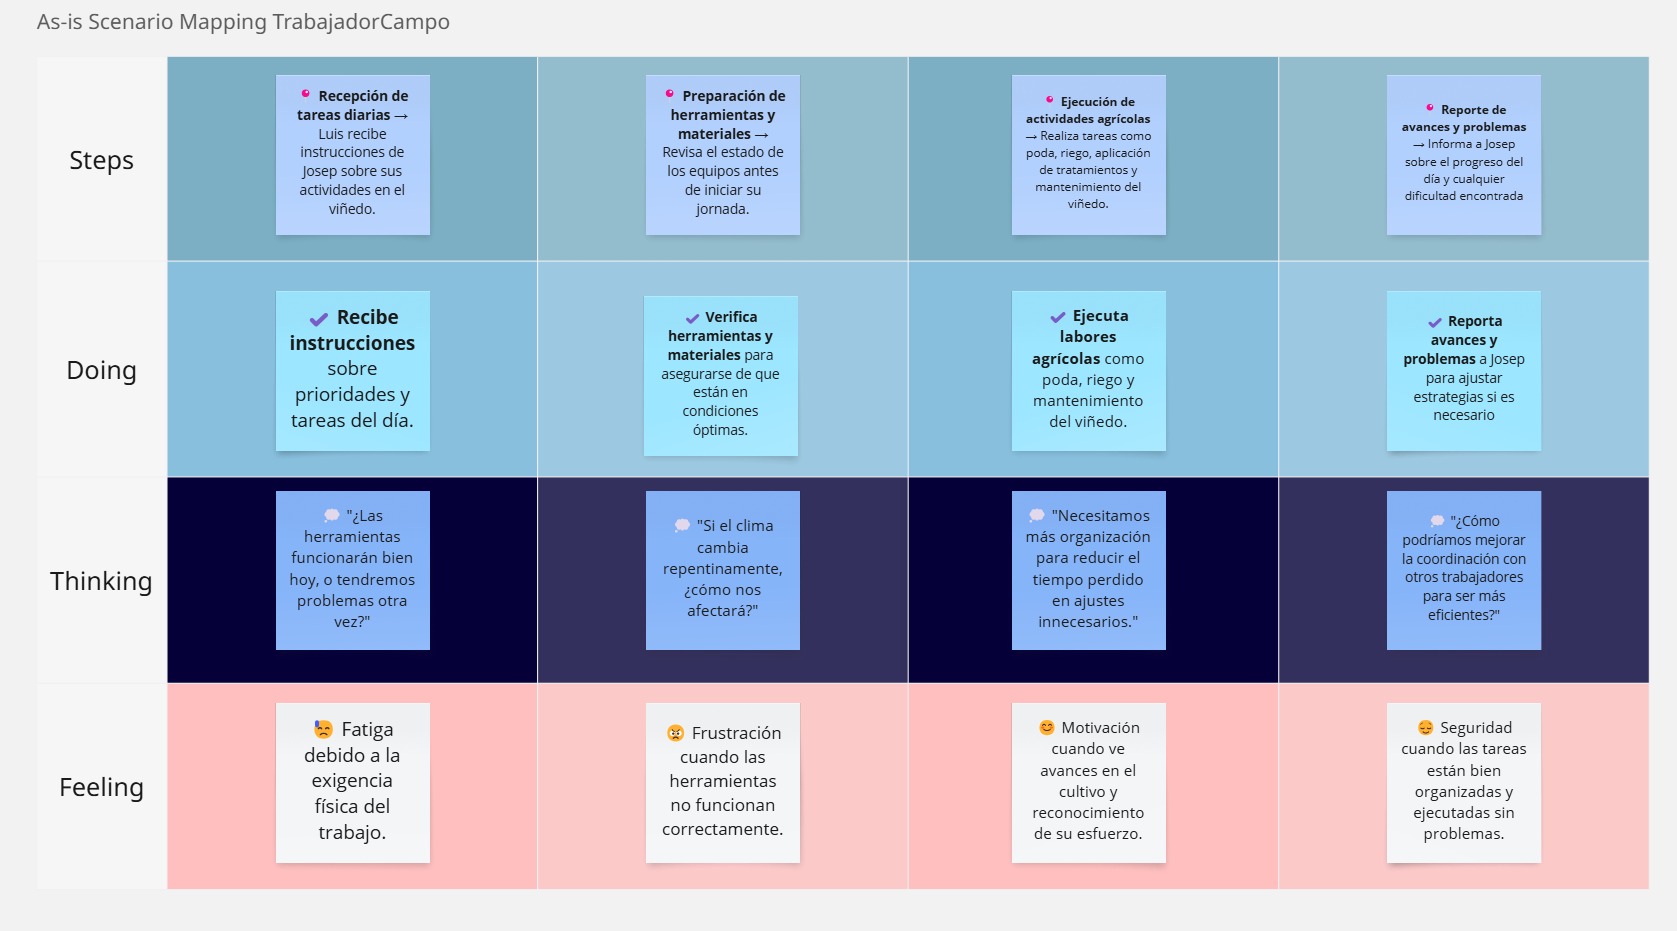 As-is Scenario Mapping TrabajadorCampo
Steps
📍 Recepción de
tareas diarias →
Luis recibe
instrucciones de
Josep sobre sus
actividades en el
viñedo.
📍 Preparación de
herramientas y
materiales →
Revisa el estado de
los equipos antes
de iniciar su
jornada.
📍 Ejecución de
actividades agrícolas
→ Realiza tareas como
poda, riego, aplicación
de tratamientos y
mantenimiento del
viñedo.
📍 Reporte de
avances y problemas
→ Informa a Josep
sobre el progreso del
día y cualquier
dificultad encontrada
Doing
✔ Recibe
instrucciones
sobre
prioridades y
tareas del día.
✔ Verifica
herramientas y
materiales para
asegurarse de que
están en
condiciones
óptimas.
✔ Ejecuta
labores
agrícolas como
poda, riego y
mantenimiento
del viñedo.
✔ Reporta
avances y
problemas a Josep
para ajustar
estrategias si es
necesario
Thinking
💭 "¿Las
herramientas
funcionarán bien
hoy, o tendremos
problemas otra
vez?"
💭 "Si el clima
cambia
repentinamente,
¿cómo nos
afectará?"
💭 "Necesitamos
más organización
para reducir el
tiempo perdido
en ajustes
innecesarios."
💭 "¿Cómo
podríamos mejorar
la coordinación con
otros trabajadores
para ser más
eficientes?"
Feeling
😓 Fatiga
debido a la
exigencia
física del
trabajo.
😡 Frustración
cuando las
herramientas
no funcionan
correctamente.
😊 Motivación
cuando ve
avances en el
cultivo y
reconocimiento
de su esfuerzo.
😌 Seguridad
cuando las tareas
están bien
organizadas y
ejecutadas sin
problemas.